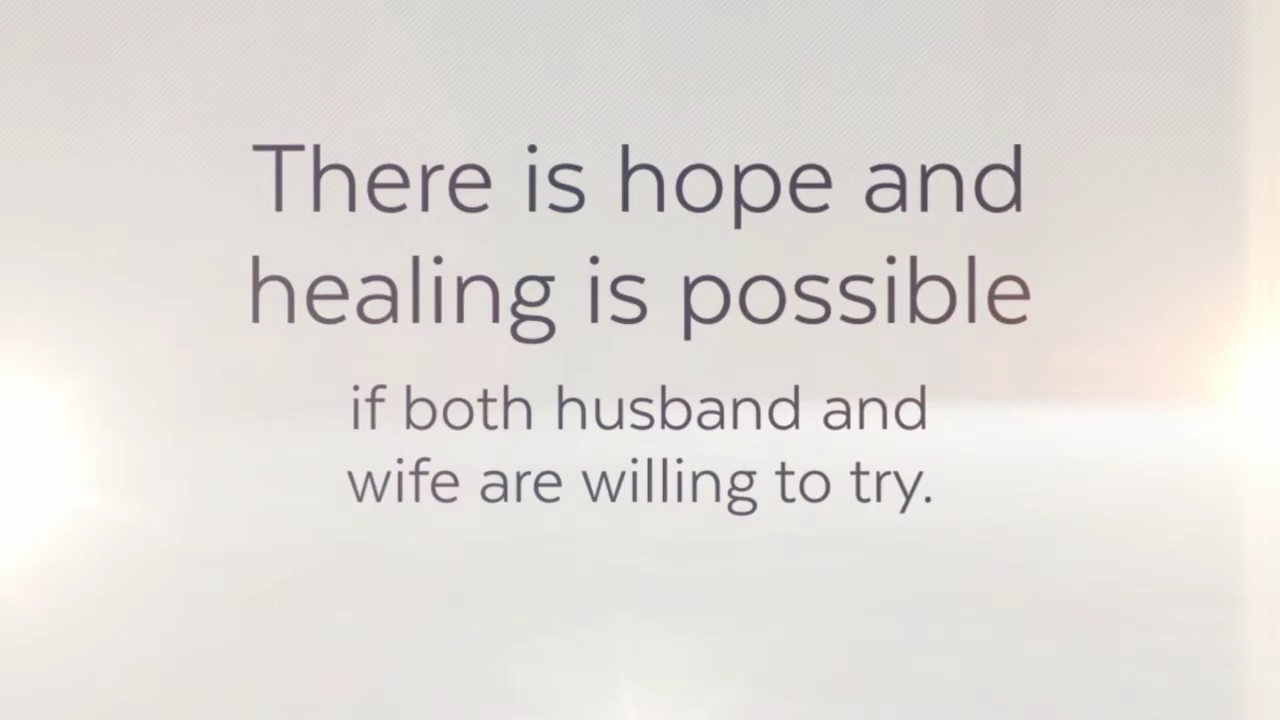 There is hope and
healing is possible
if both husband and
wife are willing to try.